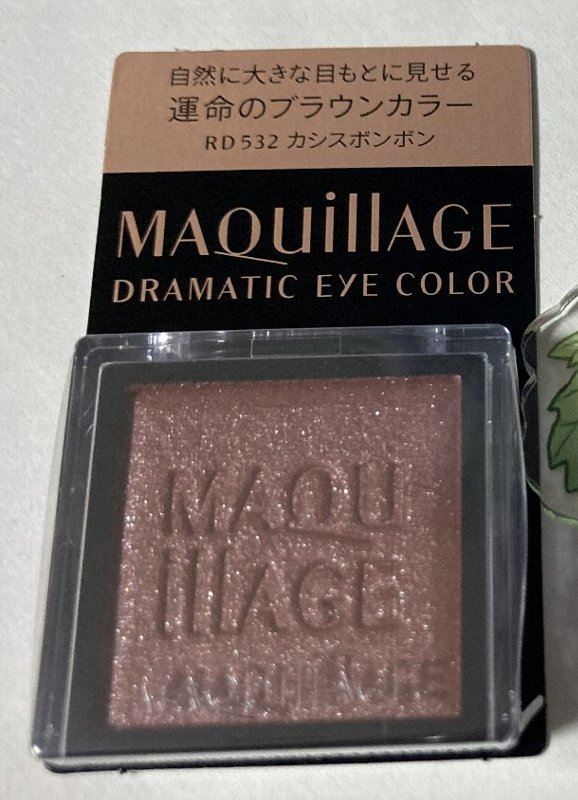 自然に大きな目もとに見せる
運命のブラウンカラー
RD532 カシスボンボン
MAQuillAGE
DRAMATIC EYE COLOR
MAQU
illAGE